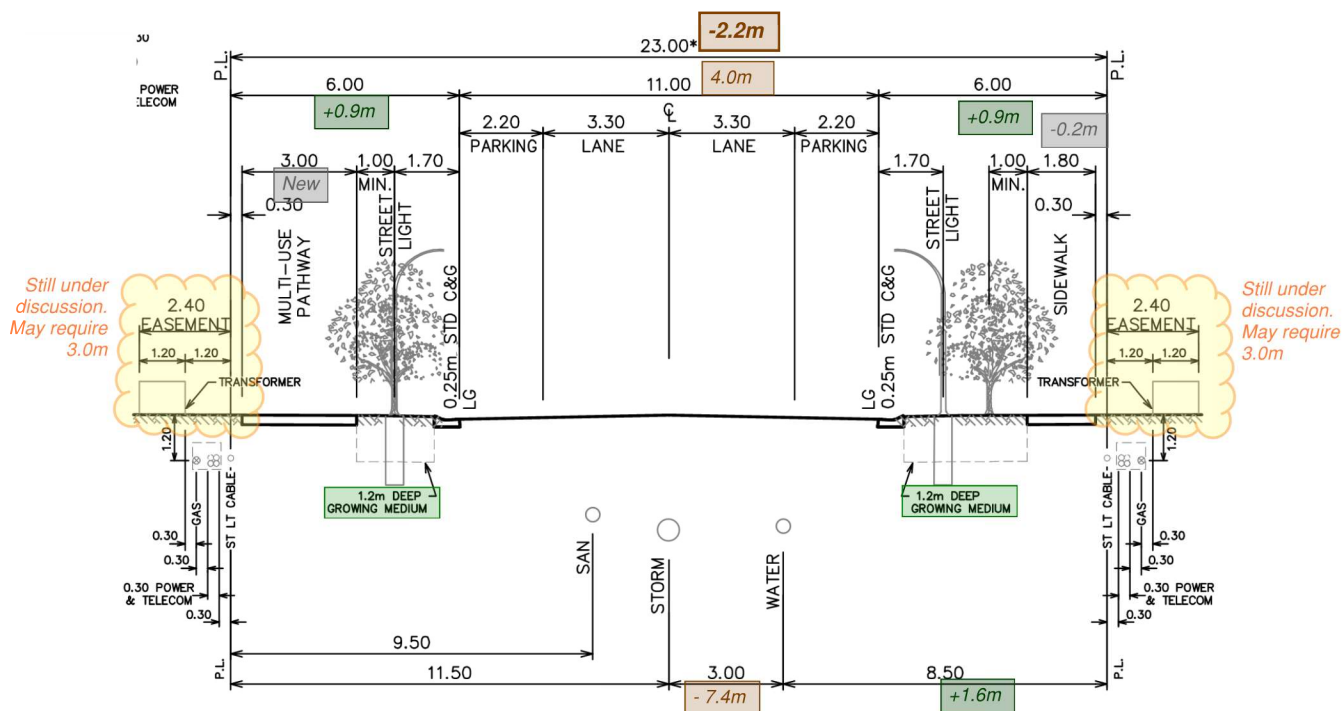 30
-2.2m
23.00*
P.L.
P.L.
POWER
ELECOM
6.00
11.00
4.0m
6.00
+0.9m
+0.9m
-0.2m
℄
2.20
3.30
3.30
2.20
PARKING
LANE
LANE
PARKING
3.00
1.00
1.70
1.70
1.00
1.80
New
MIN.
MIN.
0.30
0.30
MULTI-USE
PATHWAY
STREET
LIGHT
0.25m STD C&G
LG
LG
0.25m STD C&G
STREET
LIGHT
SIDEWALK
Still under
discussion.
May require
3.0m
2.40
EASEMENT
1.20
1.20
TRANSFORMER
Still under
discussion.
May require
3.0m
2.40
EASEMENT
1.20
1.20
TRANSFORMER
1.20
1.20
1.2m DEEP
GROWING MEDIUM
1.2m DEEP
GROWING MEDIUM
GAS
ST LT CABLE
ST LT CABLE
GAS
0.30
0.30
0.30 POWER
& TELECOM
0.30
0.30
0.30
0.30 POWER
& TELECOM
0.30
SAN
STORM
WATER
9.50
P.L.
P.L.
11.50
3.00
8.50
- 7.4m
+1.6m